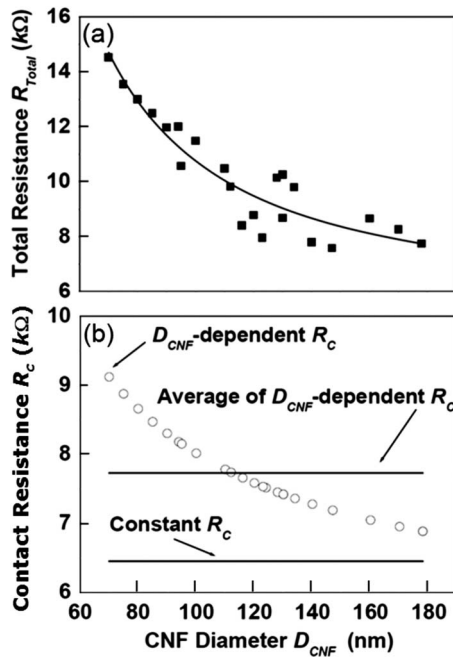 (a)
Total Resistance R_Total (kΩ)
16
14
12
10
8
6
(b)
Contact Resistance R_C (kΩ)
10
9
8
7
6
D_CNF-dependent R_C
Average of D_CNF-dependent R_C
Constant R_C
60 80 100 120 140 160 180
CNF Diameter D_CNF (nm)